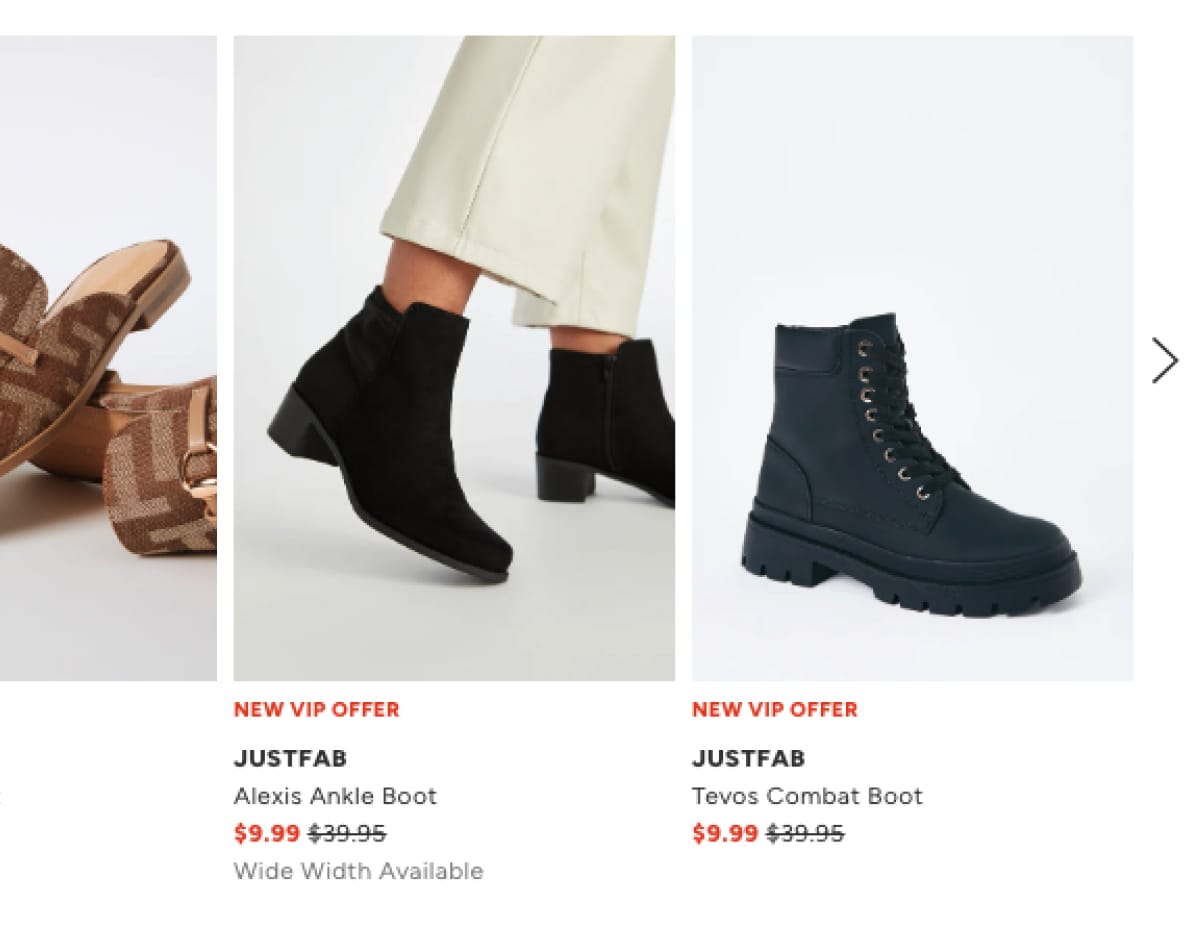 NEW VIP OFFER
JUSTFAB
Alexis Ankle Boot
$9.99 $39.95
Wide Width Available
NEW VIP OFFER
JUSTFAB
Tevos Combat Boot
$9.99 $39.95